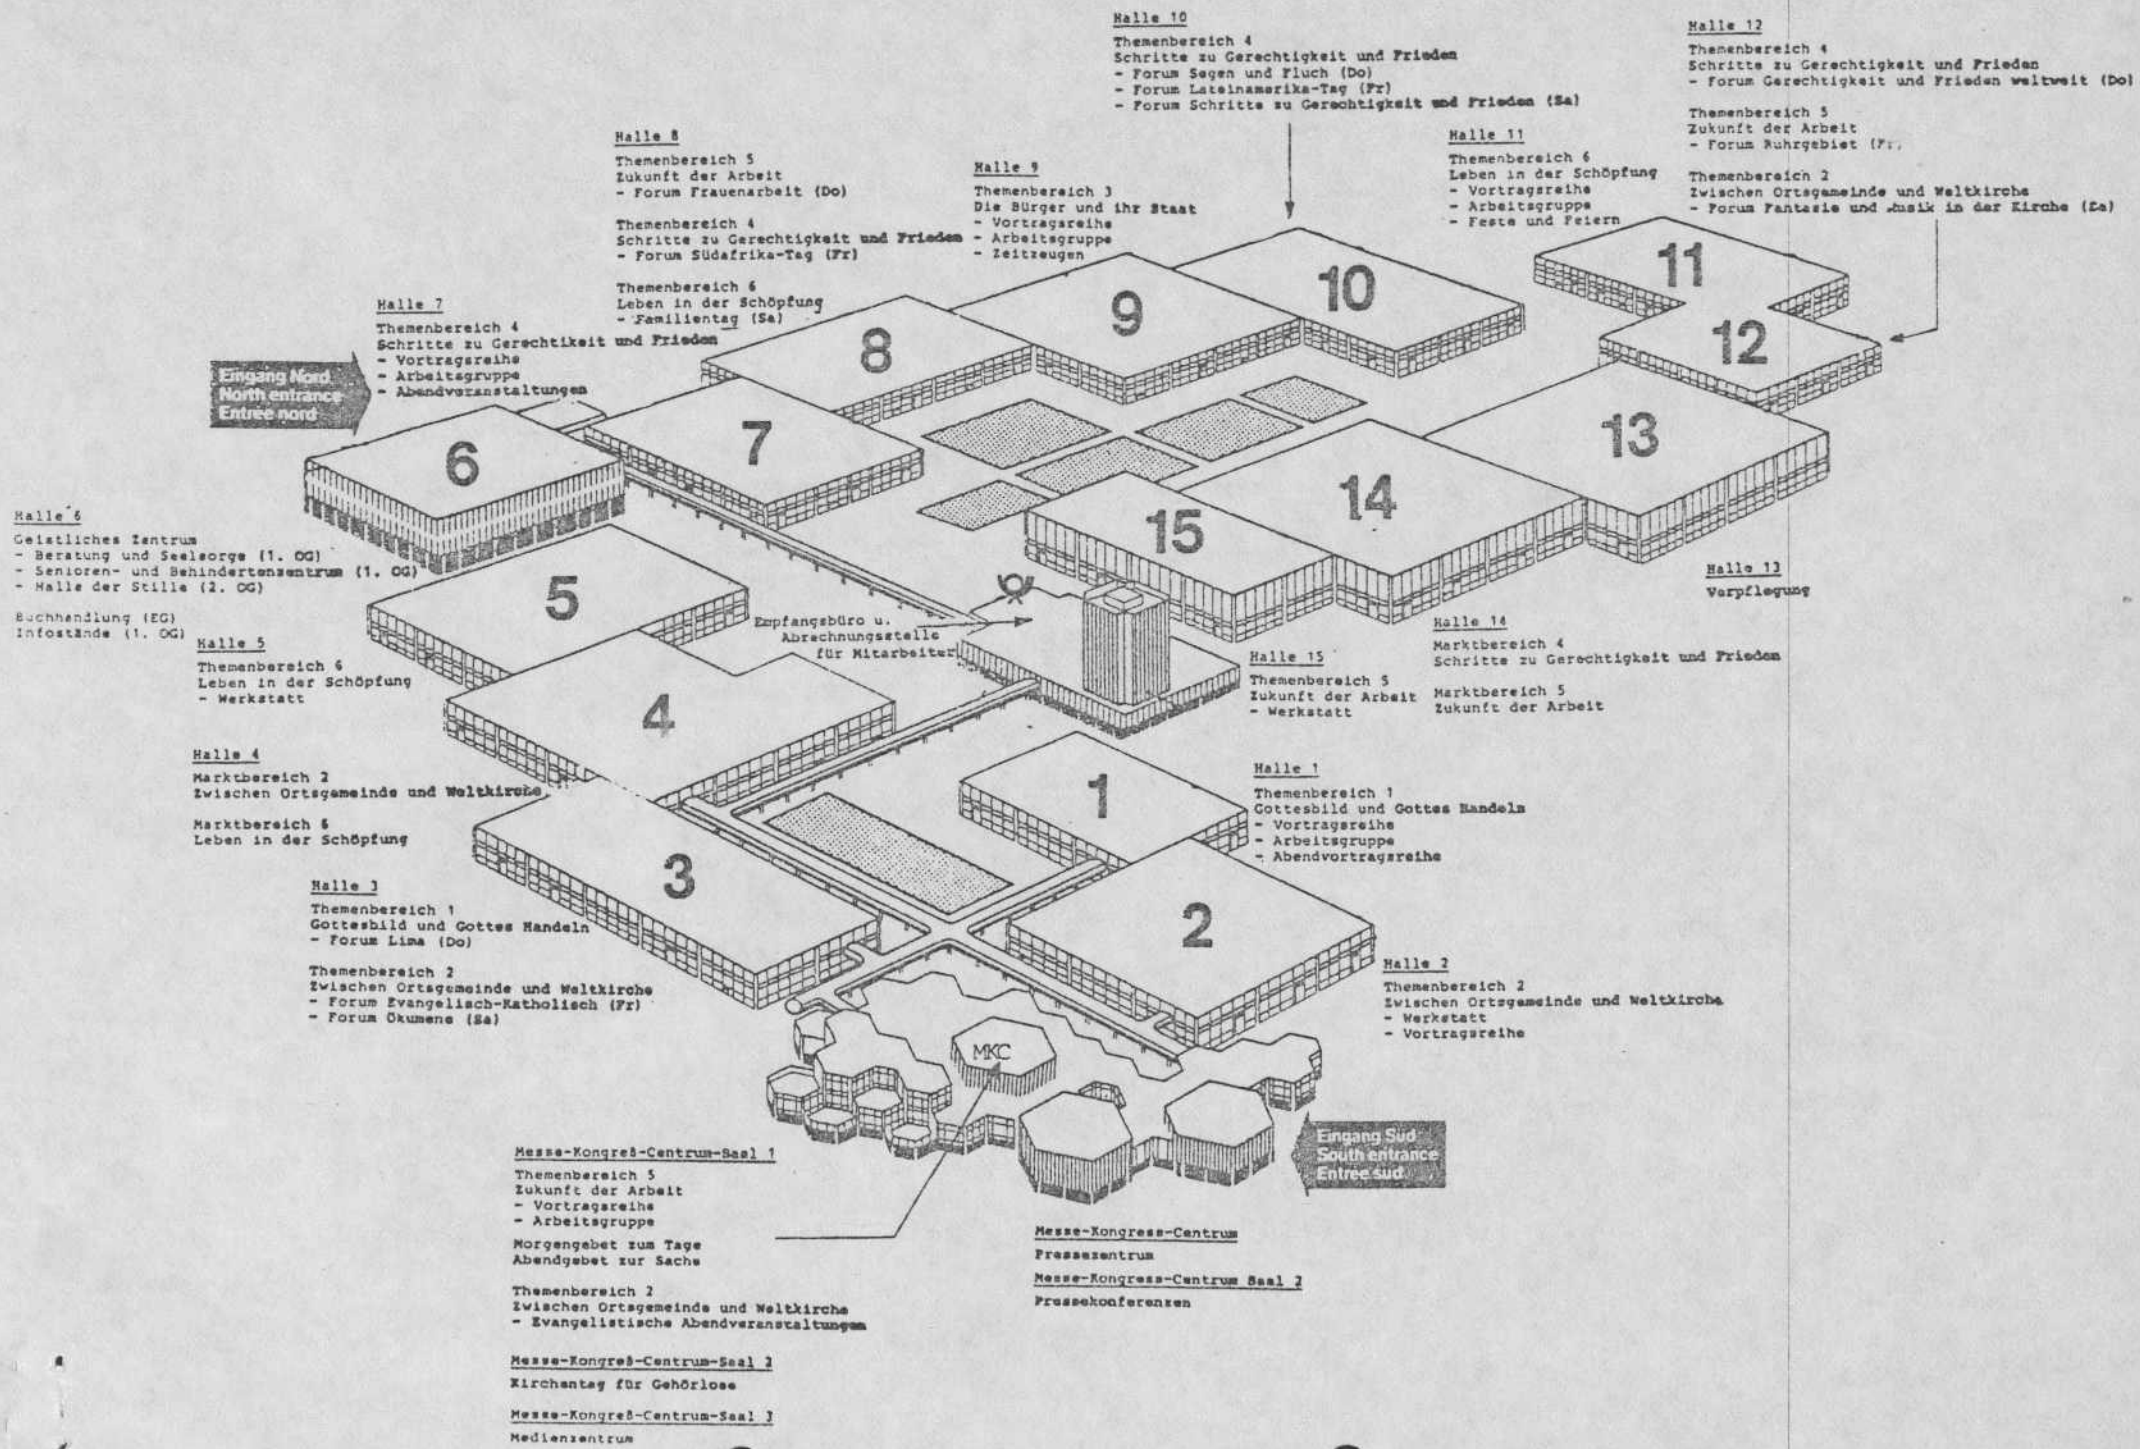 Halle 10
Themenbereich 4
Schritte zu Gerechtigkeit und Frieden
- Forum Segen und Fluch (Do)
- Forum Lateinamerika-Tag (Fr)
- Forum Schritte zu Gerechtigkeit und Frieden (Sa)
Halle 12
Themenbereich 4
Schritte zu Gerechtigkeit und Frieden
- Forum Gerechtigkeit und Frieden weltweit (Do)
Themenbereich 5
Zukunft der Arbeit
- Forum Ruhrgebiet (Fr)
Themenbereich 2
Zwischen Ortsgemeinde und Weltkirche
- Forum Fantasie und Musik in der Kirche (Sa)
Halle 8
Themenbereich 5
Zukunft der Arbeit
- Forum Frauenarbeit (Do)
Themenbereich 4
Schritte zu Gerechtigkeit und Frieden
- Forum Südafrika-Tag (Fr)
Themenbereich 6
Leben in der Schöpfung
- Familientag (Sa)
Halle 9
Themenbereich 3
Die Bürger und ihr Staat
- Vortragsreihe
- Arbeitsgruppe
- Zeitzeugen
Halle 11
Themenbereich 6
Leben in der Schöpfung
- Vortragsreihe
- Arbeitsgruppe
- Feste und Feiern
Halle 7
Themenbereich 4
Schritte zu Gerechtikeit und Frieden
- Vortragsreihe
- Arbeitsgruppe
- Abendveranstaltungen
Eingang Nord
North entrance
Entrée nord
11
10
9
12
8
13
7
6
14
15
5
4
1
3
2
Halle 6
Geistliches Zentrum
- Beratung und Seelsorge (1. OG)
- Senioren- und Behindertenzentrum (1. OG)
- Halle der Stille (2. OG)
Buchhandlung (EG)
Infostände (1. OG)
Halle 5
Themenbereich 6
Leben in der Schöpfung
- Werkstatt
Empfangsbüro u.
Abrechnungsstelle
für Mitarbeiter
Halle 13
Verpflegung
Halle 14
Marktbereich 4
Schritte zu Gerechtigkeit und Frieden
Marktbereich 5
Zukunft der Arbeit
Halle 15
Themenbereich 5
Zukunft der Arbeit
- Werkstatt
Halle 4
Marktbereich 2
Zwischen Ortsgemeinde und Weltkirche
Marktbereich 6
Leben in der Schöpfung
Halle 1
Themenbereich 1
Gottesbild und Gottes Handeln
- Vortragsreihe
- Arbeitsgruppe
- Abendvortragsreihe
Halle 3
Themenbereich 1
Gottesbild und Gottes Handeln
- Forum Lima (Do)
Themenbereich 2
Zwischen Ortsgemeinde und Weltkirche
- Forum Evangelisch-Katholisch (Fr)
- Forum Ökumene (Sa)
Halle 2
Themenbereich 2
Zwischen Ortsgemeinde und Weltkirche
- Werkstatt
- Vortragsreihe
MKC
Eingang Süd
South entrance
Entrée sud
Messe-Kongreß-Centrum-Saal 1
Themenbereich 5
Zukunft der Arbeit
- Vortragsreihe
- Arbeitsgruppe
Morgengebet zum Tage
Abendgebet zur Sache
Themenbereich 2
Zwischen Ortsgemeinde und Weltkirche
- Evangelistische Abendveranstaltungen
Messe-Kongreß-Centrum-Saal 2
Kirchentag für Gehörlose
Messe-Kongreß-Centrum-Saal 3
Medienzentrum
Messe-Kongress-Centrum
Pressezentrum
Messe-Kongress-Centrum Saal 2
Pressekonferenzen